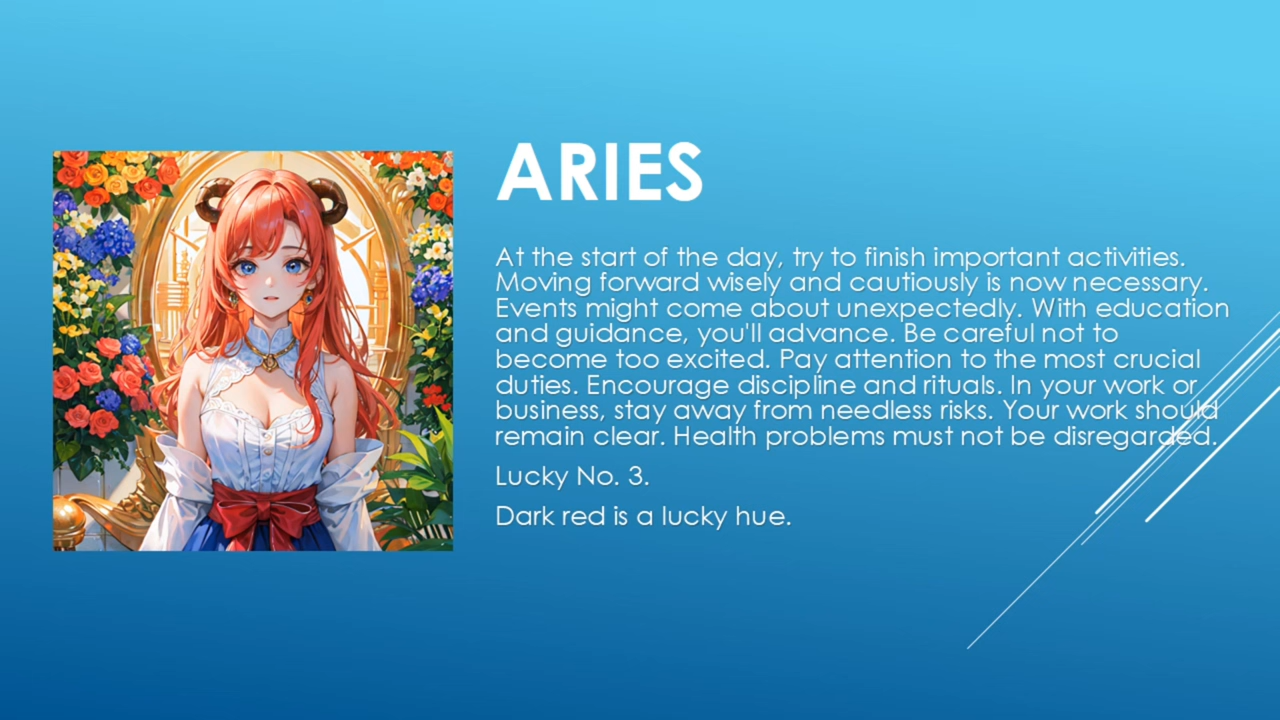 ARIES
At the start of the day, try to finish important activities.
Moving forward wisely and cautiously is now necessary.
Events might come about unexpectedly. With education
and guidance, you'll advance. Be careful not to
become too excited. Pay attention to the most crucial
duties. Encourage discipline and rituals. In your work or
business, stay away from needless risks. Your work should
remain clear. Health problems must not be disregarded.
Lucky No. 3.
Dark red is a lucky hue.